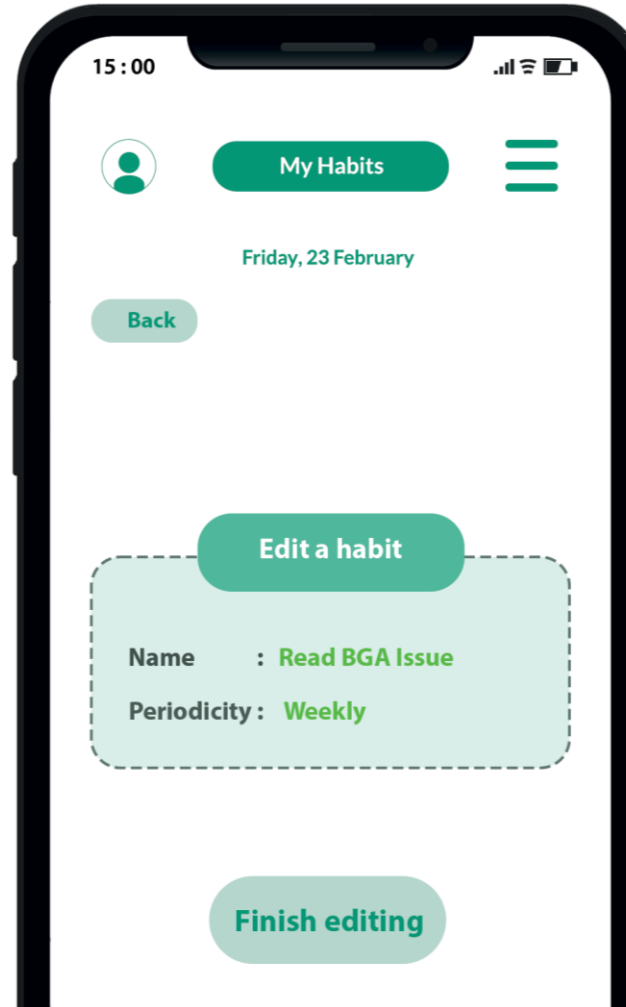 15:00
My Habits
Friday, 23 February
Back
Edit a habit
Name : Read BGA Issue
Periodicity : Weekly
Finish editing